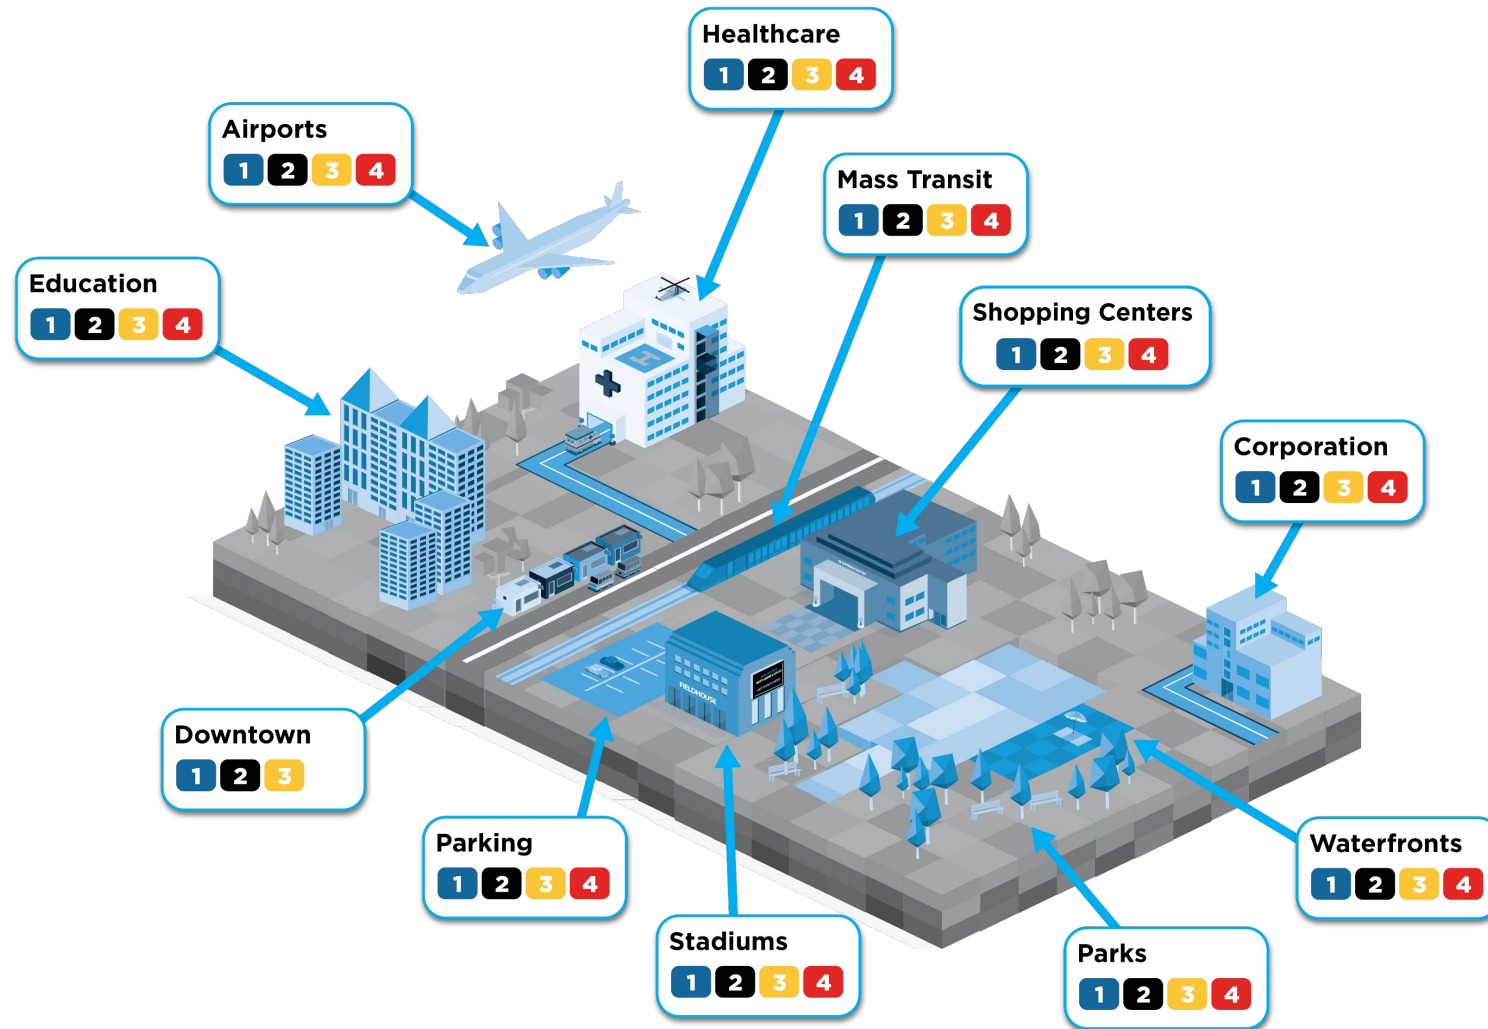 Healthcare
1 2 3 4
Airports
1 2 3 4
Mass Transit
1 2 3 4
Education
1 2 3 4
Shopping Centers
1 2 3 4
Corporation
1 2 3 4
FIELDHOUSE
Downtown
1 2 3
Parking
1 2 3 4
Waterfronts
1 2 3 4
Stadiums
1 2 3 4
Parks
1 2 3 4
H